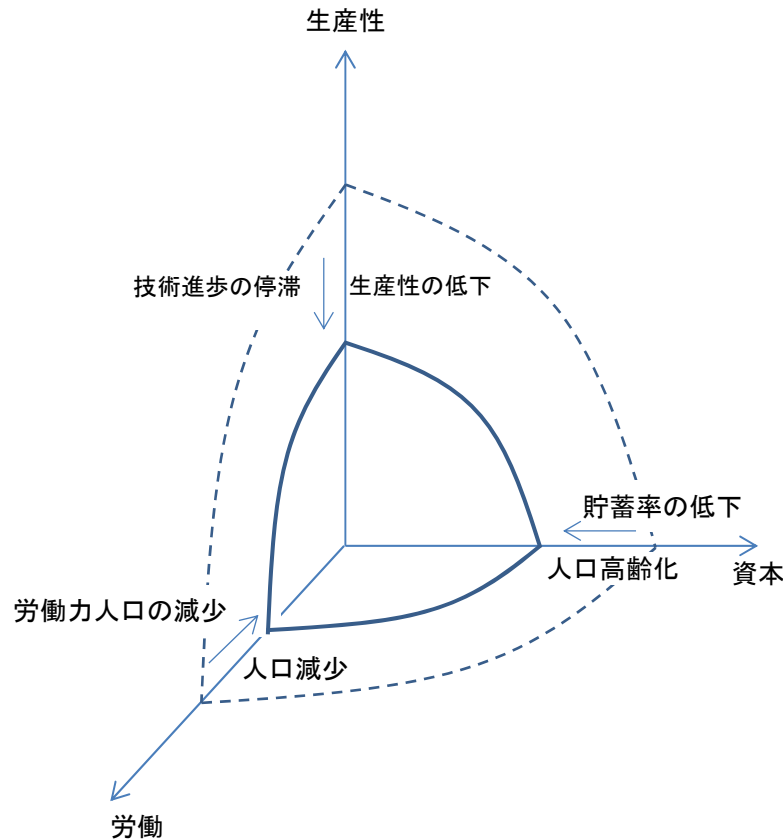 生産性
技術進歩の停滞
生産性の低下
貯蓄率の低下
人口高齢化
資本
労働力人口の減少
人口減少
労働